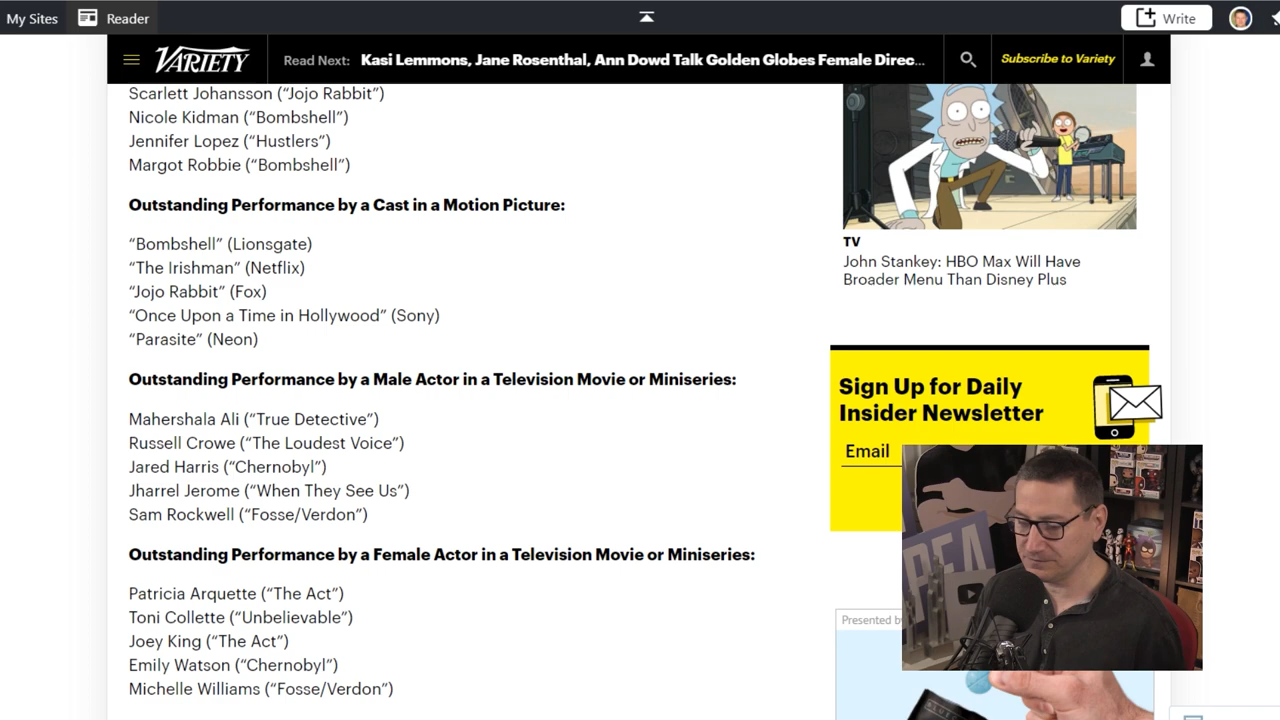 My Sites
Reader
Write
VARIETY
Read Next: Kasi Lemmons, Jane Rosenthal, Ann Dowd Talk Golden Globes Female Direc...
Subscribe to Variety
Scarlett Johansson (“Jojo Rabbit”)
Nicole Kidman (“Bombshell”)
Jennifer Lopez (“Hustlers”)
Margot Robbie (“Bombshell”)
Outstanding Performance by a Cast in a Motion Picture:
“Bombshell” (Lionsgate)
“The Irishman” (Netflix)
“Jojo Rabbit” (Fox)
“Once Upon a Time in Hollywood” (Sony)
“Parasite” (Neon)
Outstanding Performance by a Male Actor in a Television Movie or Miniseries:
Mahershala Ali (“True Detective”)
Russell Crowe (“The Loudest Voice”)
Jared Harris (“Chernobyl”)
Jharrel Jerome (“When They See Us”)
Sam Rockwell (“Fosse/Verdon”)
Outstanding Performance by a Female Actor in a Television Movie or Miniseries:
Patricia Arquette (“The Act”)
Toni Collette (“Unbelievable”)
Joey King (“The Act”)
Emily Watson (“Chernobyl”)
Michelle Williams (“Fosse/Verdon”)
TV
John Stankey: HBO Max Will Have
Broader Menu Than Disney Plus
Sign Up for Daily
Insider Newsletter
Email
Presented by